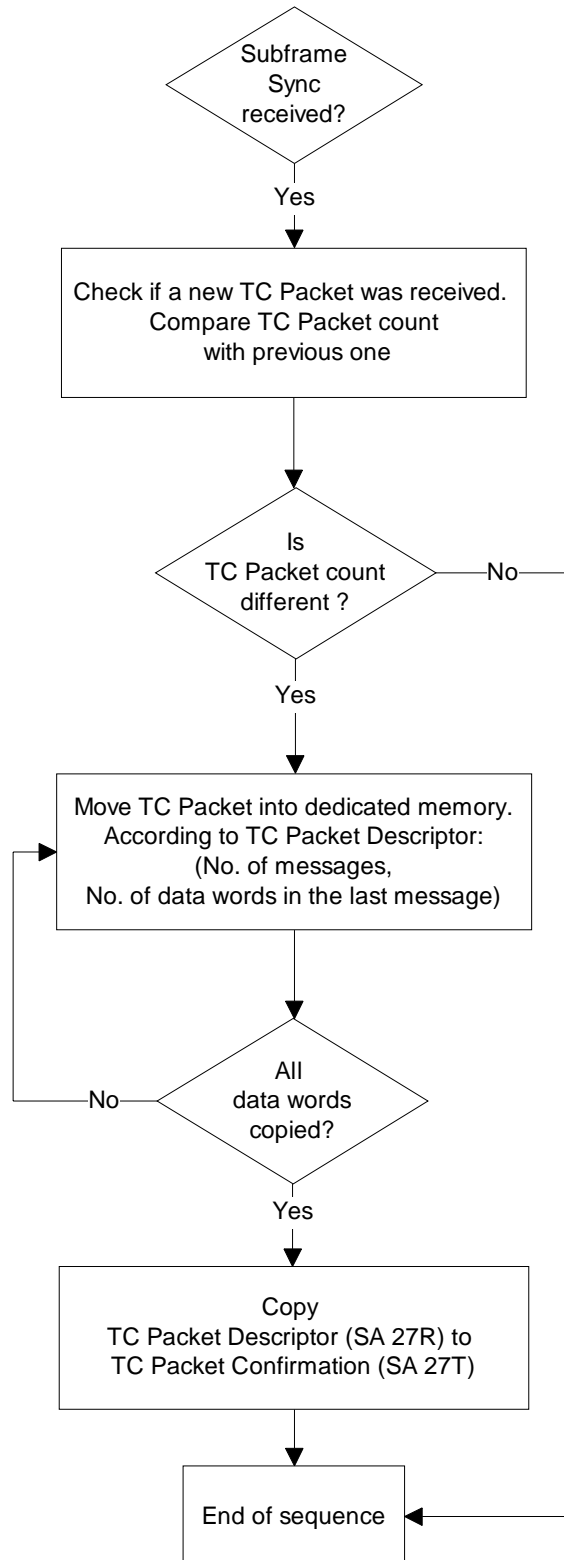 Subframe
Sync
received?
Yes
Check if a new TC Packet was received.
Compare TC Packet count
with previous one
Is
TC Packet count
different ?
No
Yes
Move TC Packet into dedicated memory.
According to TC Packet Descriptor:
(No. of messages,
No. of data words in the last message)
All
data words
copied?
No
Yes
Copy
TC Packet Descriptor (SA 27R) to
TC Packet Confirmation (SA 27T)
End of sequence